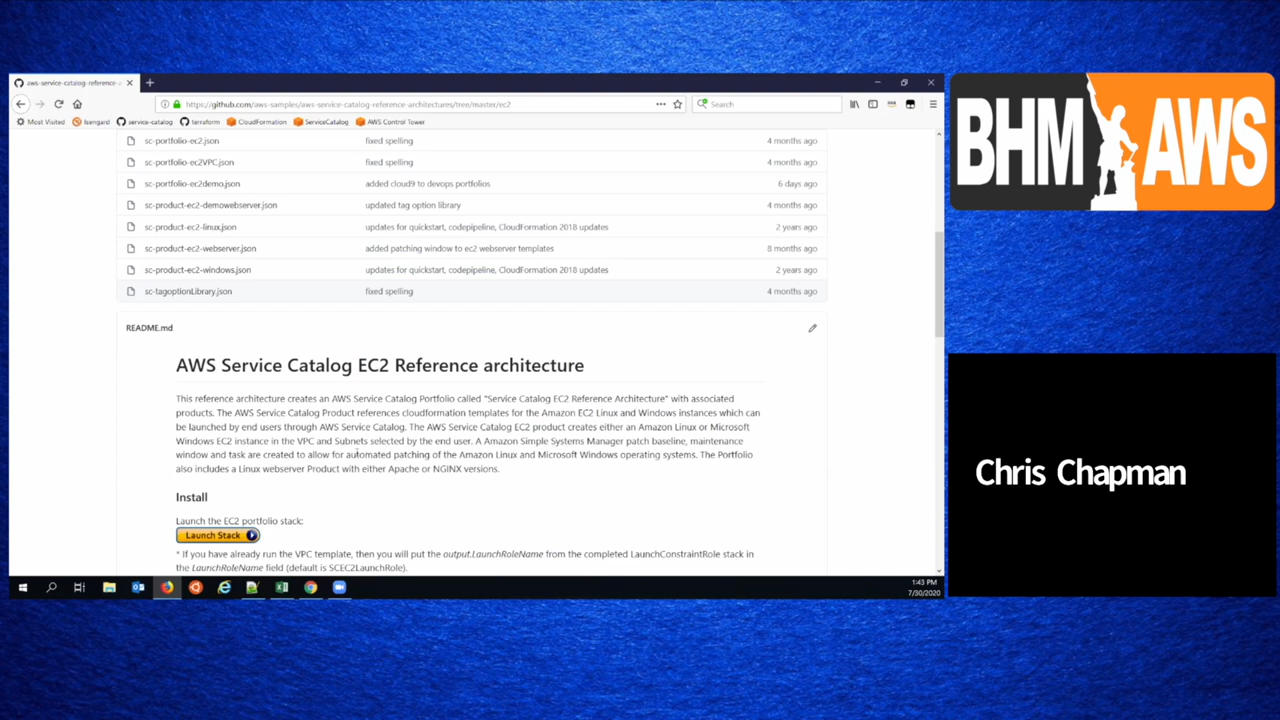 aws-service-catalog-reference-a
https://github.com/aws-samples/aws-service-catalog-reference-architectures/tree/master/ec2
Search
Most Visited
Isengard
service-catalog
terraform
CloudFormation
ServiceCatalog
AWS Control Tower
sc-portfolio-ec2.json fixed spelling 4 months ago
sc-portfolio-ec2VPC.json fixed spelling 4 months ago
sc-portfolio-ec2demo.json added cloud9 to devops portfolios 6 days ago
sc-product-ec2-demowebserver.json updated tag option library 4 months ago
sc-product-ec2-linux.json updates for quickstart, codepipeline, CloudFormation 2018 updates 2 years ago
sc-product-ec2-webserver.json added patching window to ec2 webserver templates 8 months ago
sc-product-ec2-windows.json updates for quickstart, codepipeline, CloudFormation 2018 updates 2 years ago
sc-tagoptionLibrary.json fixed spelling 4 months ago
README.md
AWS Service Catalog EC2 Reference architecture
This reference architecture creates an AWS Service Catalog Portfolio called "Service Catalog EC2 Reference Architecture" with associated
products. The AWS Service Catalog Product references cloudformation templates for the Amazon EC2 Linux and Windows instances which can
be launched by end users through AWS Service Catalog. The AWS Service Catalog EC2 product creates either an Amazon Linux or Microsoft
Windows EC2 instance in the VPC and Subnets selected by the end user. A Amazon Simple Systems Manager patch baseline, maintenance
window and task are created to allow for automated patching of the Amazon Linux and Microsoft Windows operating systems. The Portfolio
also includes a Linux webserver Product with either Apache or NGINX versions.
Install
Launch the EC2 portfolio stack:
Launch Stack
* If you have already run the VPC template, then you will put the output.LaunchRoleName from the completed LaunchConstraintRole stack in
the LaunchRoleName field (default is SCEC2LaunchRole).
1:43 PM
7/30/2020
BHM AWS
Chris Chapman